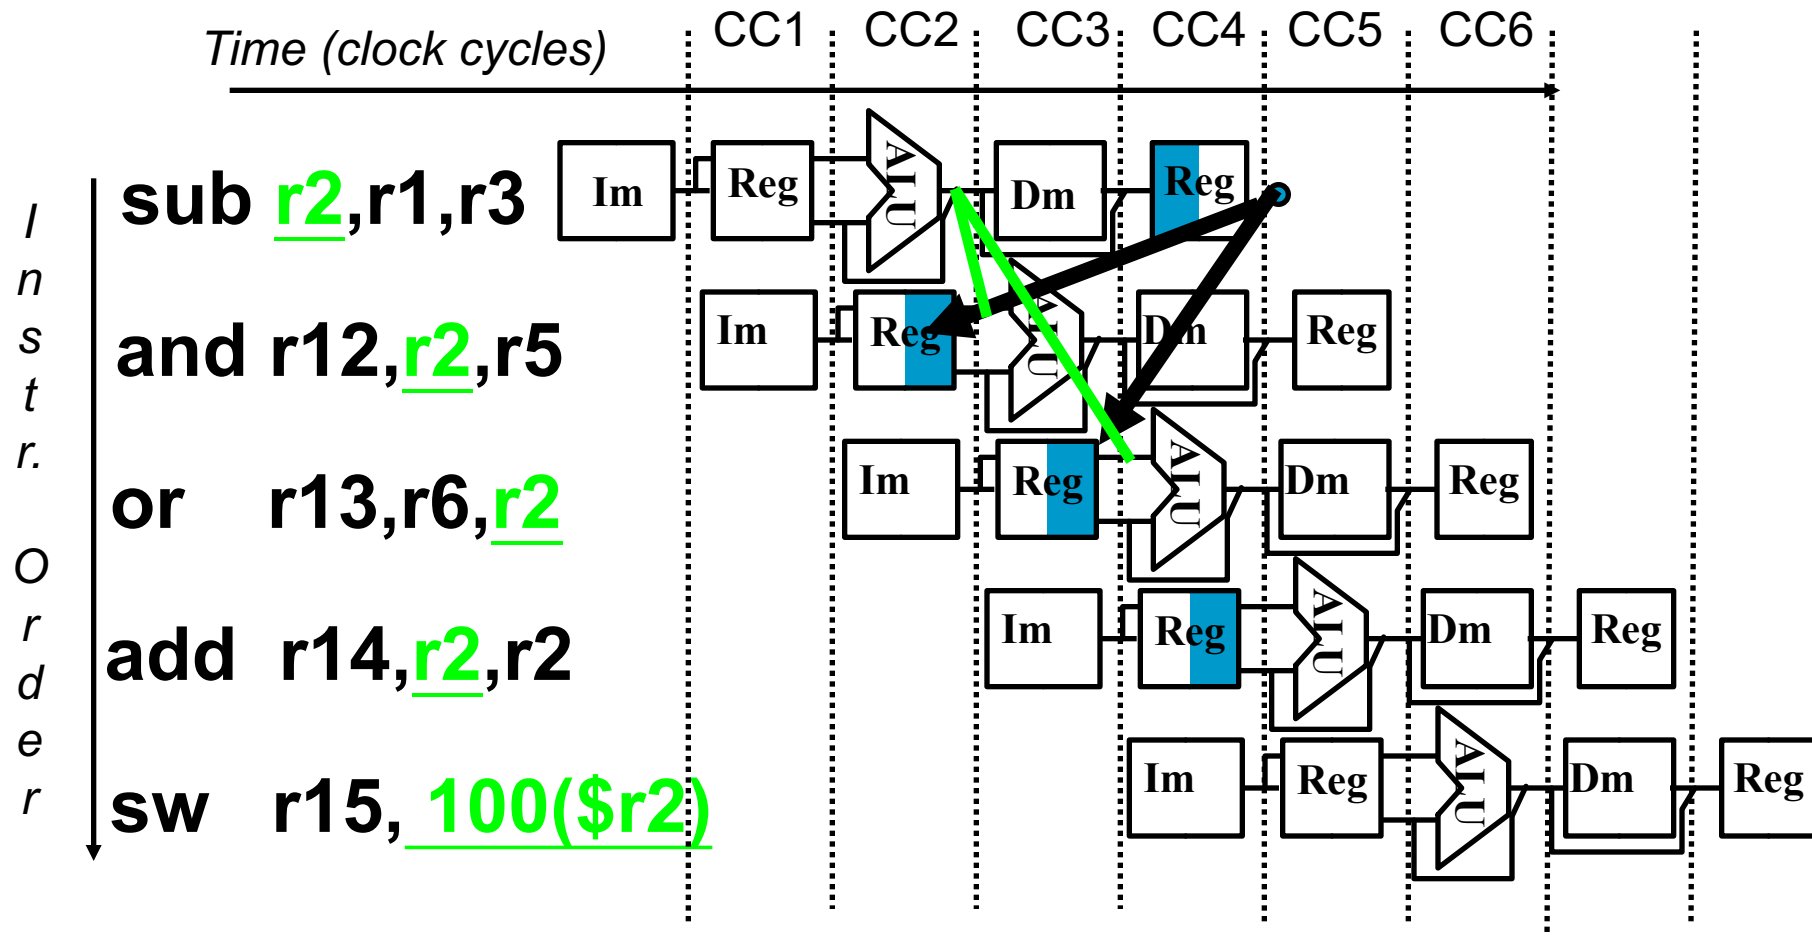 Time (clock cycles)
CC1 CC2 CC3 CC4 CC5 CC6
Instr. Order
sub r2,r1,r3
Im Reg ALU Dm Reg
and r12,r2,r5
Im Reg ALU Dm Reg
or r13,r6,r2
Im Reg ALU Dm Reg
add r14,r2,r2
Im Reg ALU Dm Reg
sw r15, 100($r2)
Im Reg ALU Dm Reg